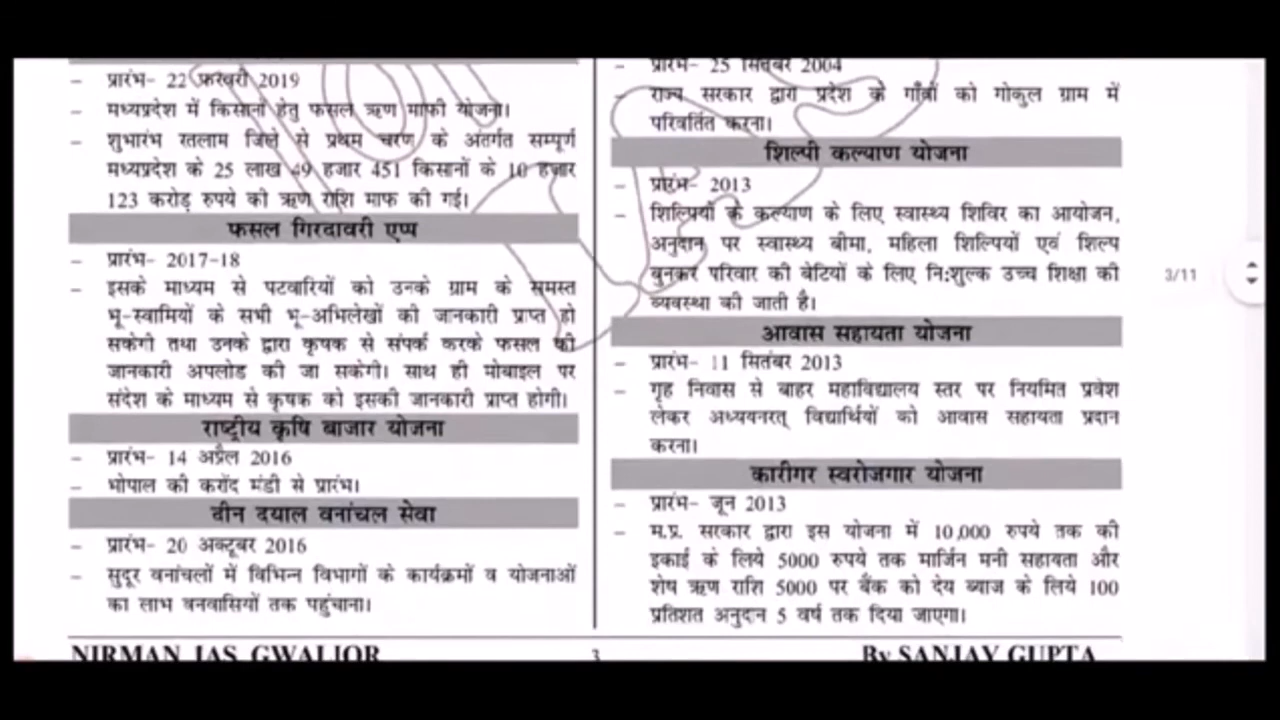 - प्रारंभ- 22 फरवरी 2019
- मध्यप्रदेश में किसानों हेतु फसल ऋण माफी योजना।
- शुभारंभ रतलाम जिले से प्रथम चरण के अंतर्गत सम्पूर्ण
मध्यप्रदेश के 25 लाख 49 हजार 451 किसानों के 10 हजार
123 करोड़ रुपये की ऋण राशि माफ की गई।
फसल गिरदावरी एप्प
- प्रारंभ- 2017-18
- इसके माध्यम से पटवारियों को उनके ग्राम के समस्त
भू-स्वामियों के सभी भू-अभिलेखों की जानकारी प्राप्त हो
सकेगी तथा उनके द्वारा कृषक से संपर्क करके फसल की
जानकारी अपलोड की जा सकेगी। साथ ही मोबाइल पर
संदेश के माध्यम से कृषक को इसकी जानकारी प्राप्त होगी।
राष्ट्रीय कृषि बाजार योजना
- प्रारंभ- 14 अप्रैल 2016
- भोपाल की करोंद मंडी से प्रारंभ।
दीन दयाल वनांचल सेवा
- प्रारंभ- 20 अक्टूबर 2016
- सुदूर वनांचलों में विभिन्न विभागों के कार्यक्रमों व योजनाओं
का लाभ वनवासियों तक पहुंचाना।
- प्रारंभ- 25 सितंबर 2004
- राज्य सरकार द्वारा प्रदेश के गाँवों को गोकुल ग्राम में
परिवर्तित करना।
शिल्पी कल्याण योजना
- प्रारंभ- 2013
- शिल्पियों के कल्याण के लिए स्वास्थ्य शिविर का आयोजन,
अनुदान पर स्वास्थ्य बीमा, महिला शिल्पियों एवं शिल्प
बुनकर परिवार की बेटियों के लिए नि:शुल्क उच्च शिक्षा की
व्यवस्था की जाती है।
आवास सहायता योजना
- प्रारंभ- 11 सितंबर 2013
- गृह निवास से बाहर महाविद्यालय स्तर पर नियमित प्रवेश
लेकर अध्ययनरत् विद्यार्थियों को आवास सहायता प्रदान
करना।
कारीगर स्वरोजगार योजना
- प्रारंभ- जून 2013
- म.प्र. सरकार द्वारा इस योजना में 10,000 रुपये तक की
इकाई के लिये 5000 रुपये तक मार्जिन मनी सहायता और
शेष ऋण राशि 5000 पर बैंक को देय ब्याज के लिये 100
प्रतिशत अनुदान 5 वर्ष तक दिया जाएगा।
3/11
NIRMAN IAS GWALIOR 3 By SANJAY GUPTA